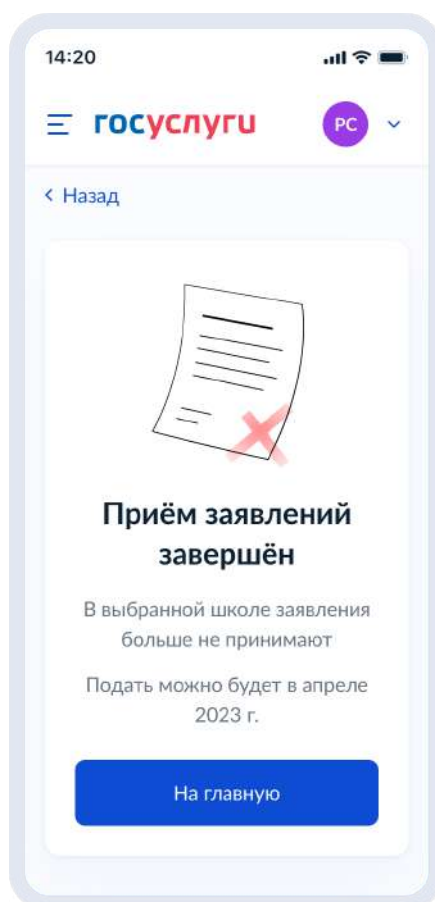 14:20
госуслуги
РС
Назад
Приём заявлений
завершён
В выбранной школе заявления
больше не принимают
Подать можно будет в апреле
2023 г.
На главную